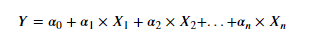 Y = α₀ + α₁ × X₁ + α₂ × X₂+. . . +αₙ × Xₙ